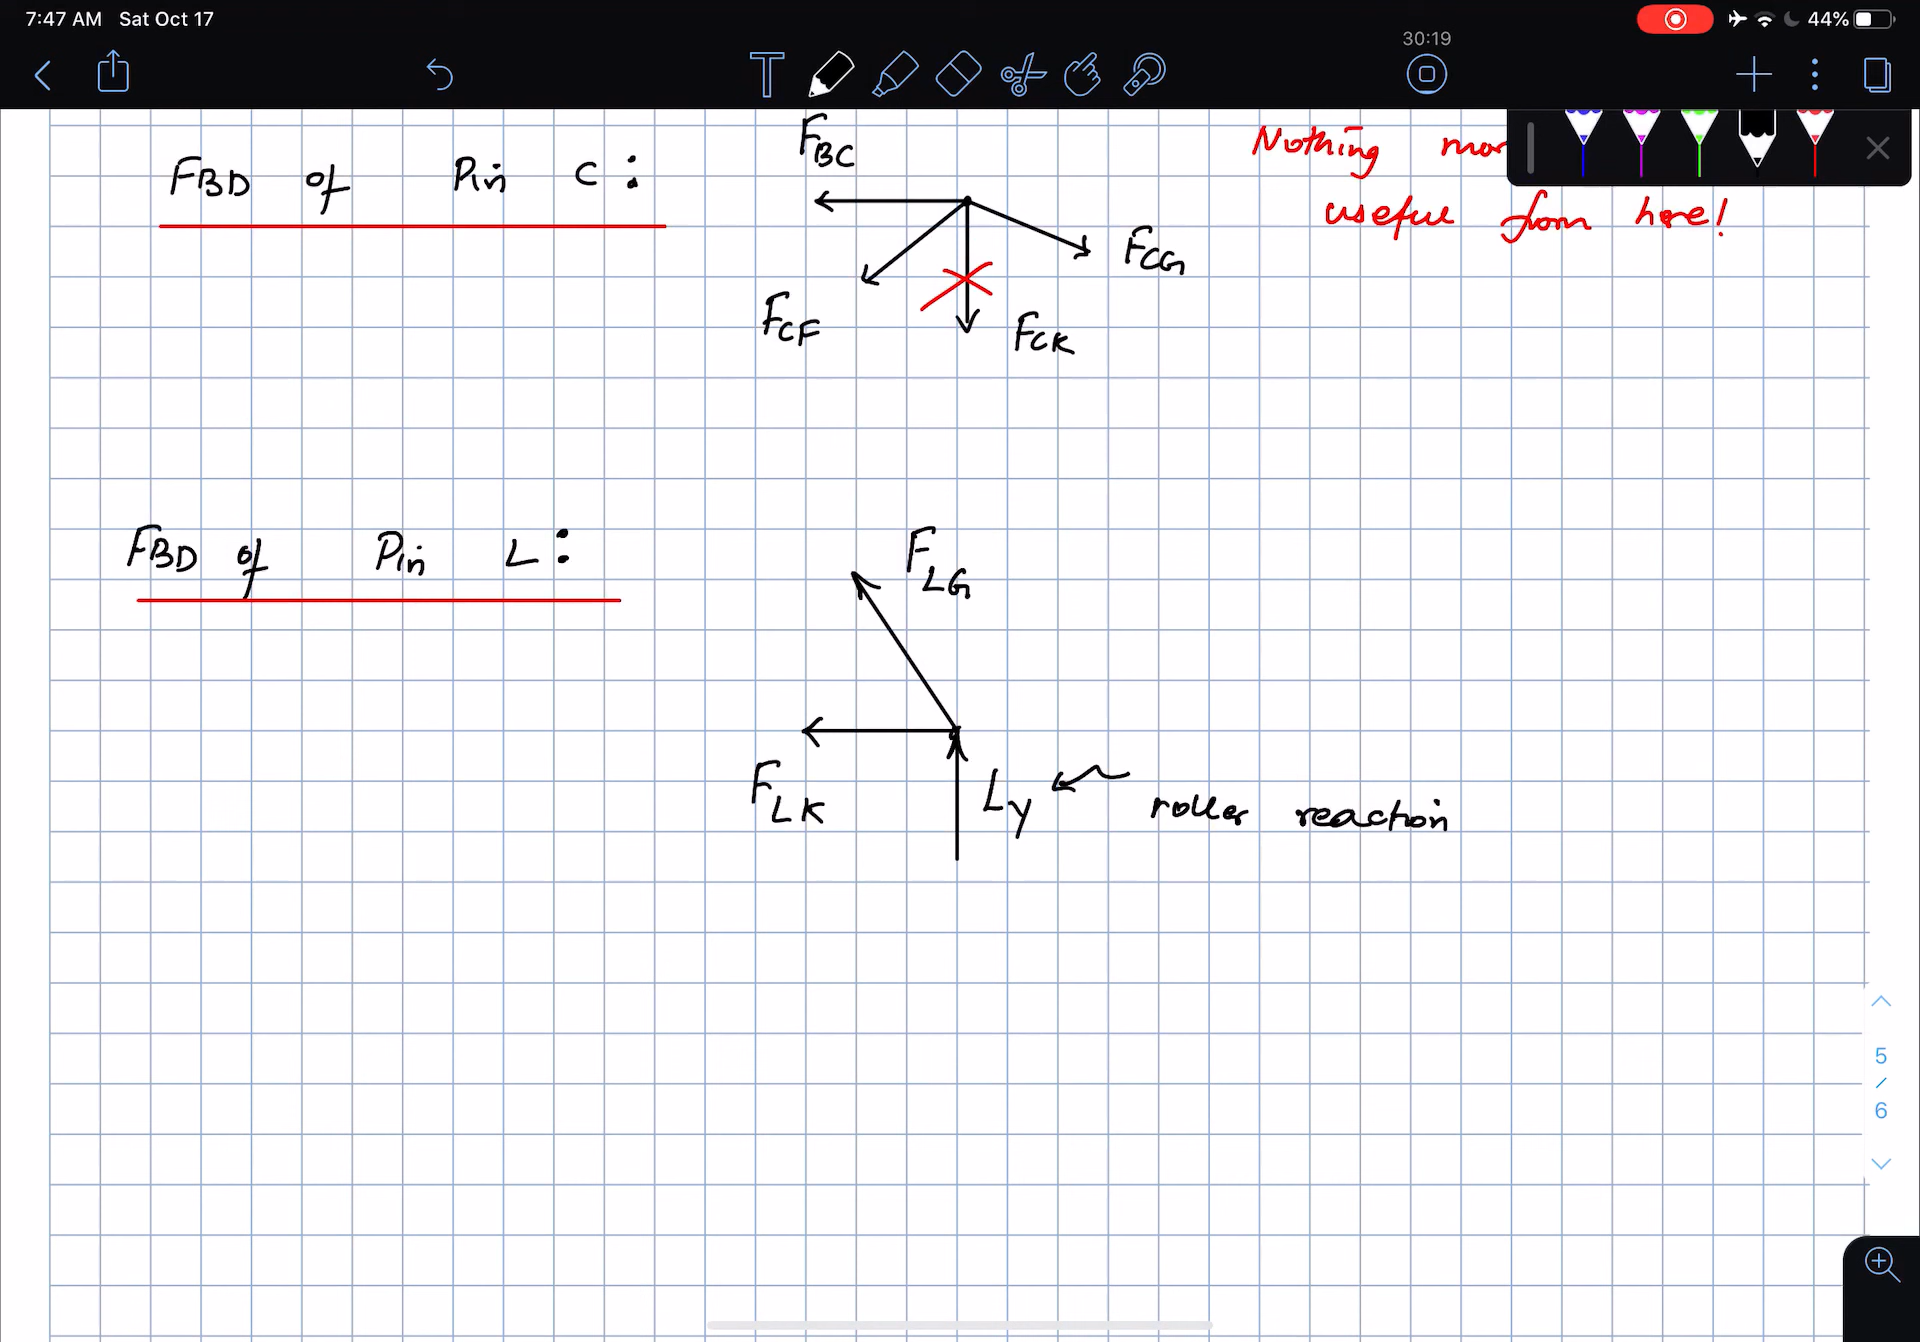 7:47 AM Sat Oct 17
44%
30:19
FBD of Pin C:
FBC
FCG
FCF
FCK
Nothing
useful from here!
FBD of Pin L:
FLG
FLK
Ly
roller reaction
5
/
6